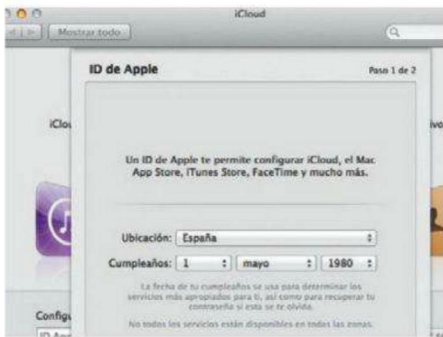 iCloud
Mostrar todo
ID de Apple
Paso 1 de 2
iClou
Un ID de Apple te permite configurar iCloud, el Mac
App Store, iTunes Store, FaceTime y mucho más.
Ubicación: España
Cumpleaños: 1 mayo 1980
La fecha de tu cumpleaños se usa para determinar los
servicios más apropiados para ti, así como para recuperar tu
contraseña si esta se te olvida.
No todos los servicios están disponibles en todas las zonas.
Configu